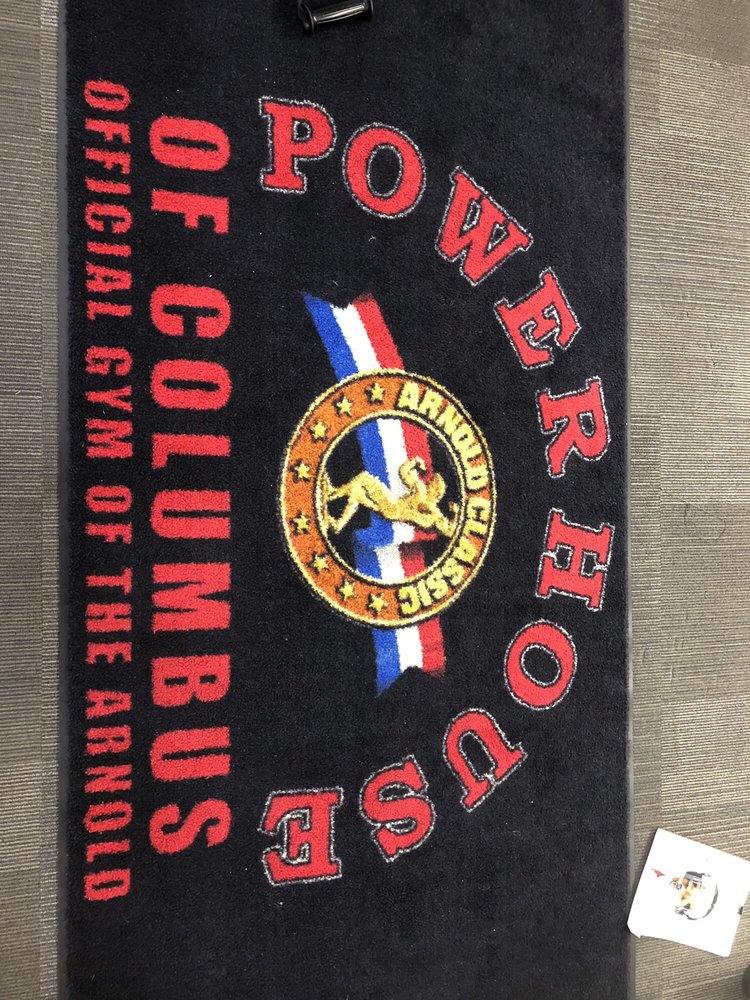 POWERHOUSE
ARNOLD CLASSIC
OF COLUMBUS
OFFICIAL GYM OF THE ARNOLD